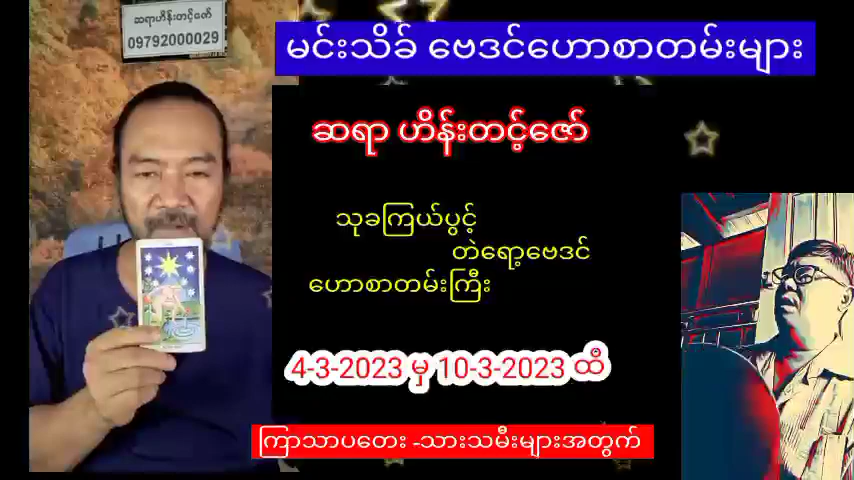 ဆရာဟိန်းတင့်ဇော်
09792000029
မင်းသိခ် ဗေဒင်ဟောစာတမ်းများ
ဆရာ ဟိန်းတင့်ဇော်
သုခကြယ်ပွင့်
တဲရော့ဗေဒင်
ဟောစာတမ်းကြီး
4-3-2023 မှ 10-3-2023 ထိ
ကြာသာပတေး -သားသမီးများအတွက်